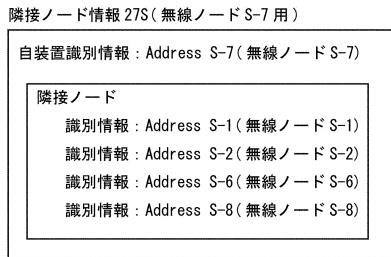 隣接ノード情報 27S(無線ノード S-7 用)
自装置識別情報:Address S-7(無線ノード S-7)
隣接ノード
識別情報:Address S-1(無線ノード S-1)
識別情報:Address S-2(無線ノード S-2)
識別情報:Address S-6(無線ノード S-6)
識別情報:Address S-8(無線ノード S-8)